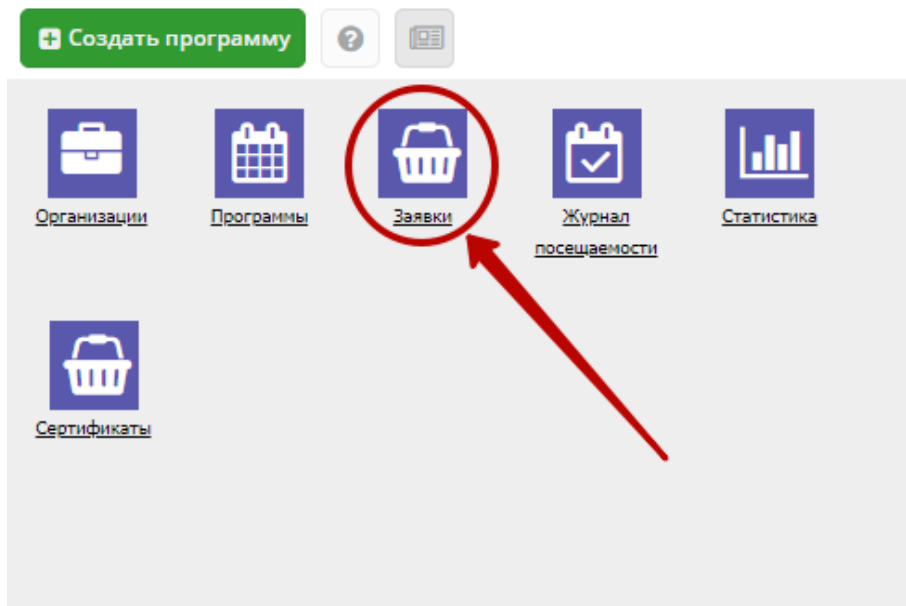 Создать программу
Организации
Программы
Заявки
Журнал
посещаемости
Статистика
Сертификаты